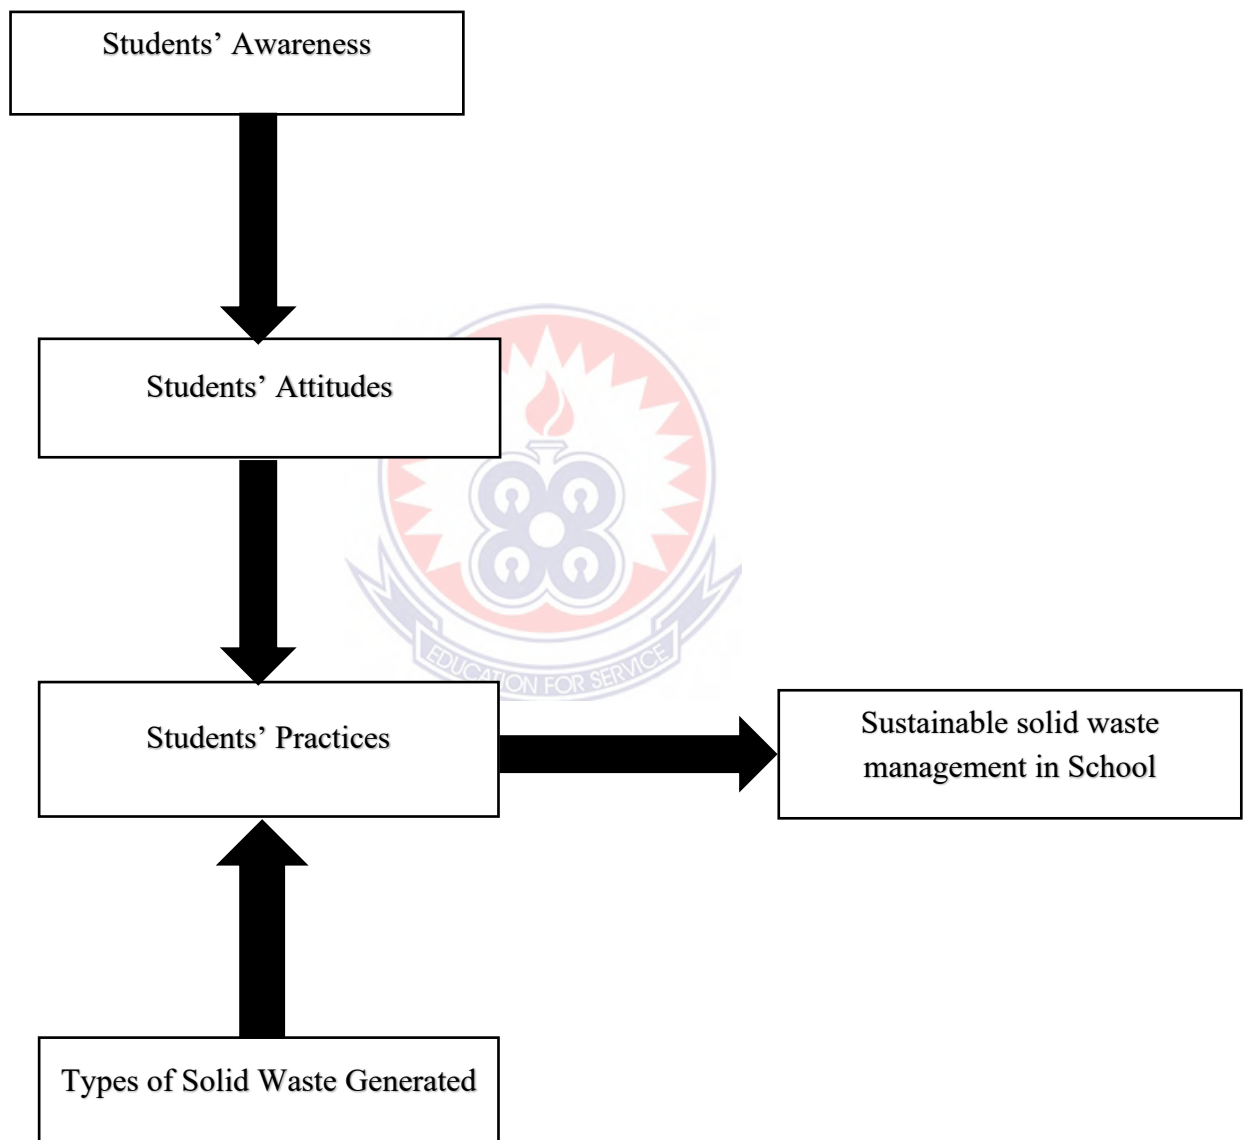 Students’ Awareness
Students’ Attitudes
EDUCATION FOR SERVICE
Students’ Practices
Sustainable solid waste
management in School
Types of Solid Waste Generated